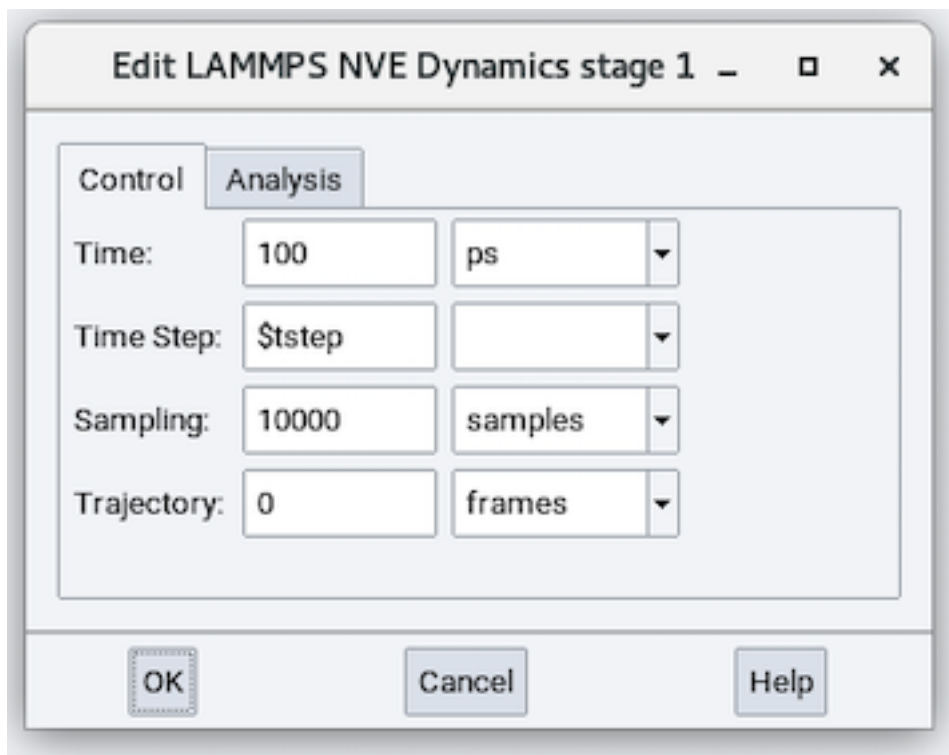 Edit LAMMPS NVE Dynamics stage 1
Control Analysis
Time: 100 ps
Time Step: $tstep
Sampling: 10000 samples
Trajectory: 0 frames
OK Cancel Help